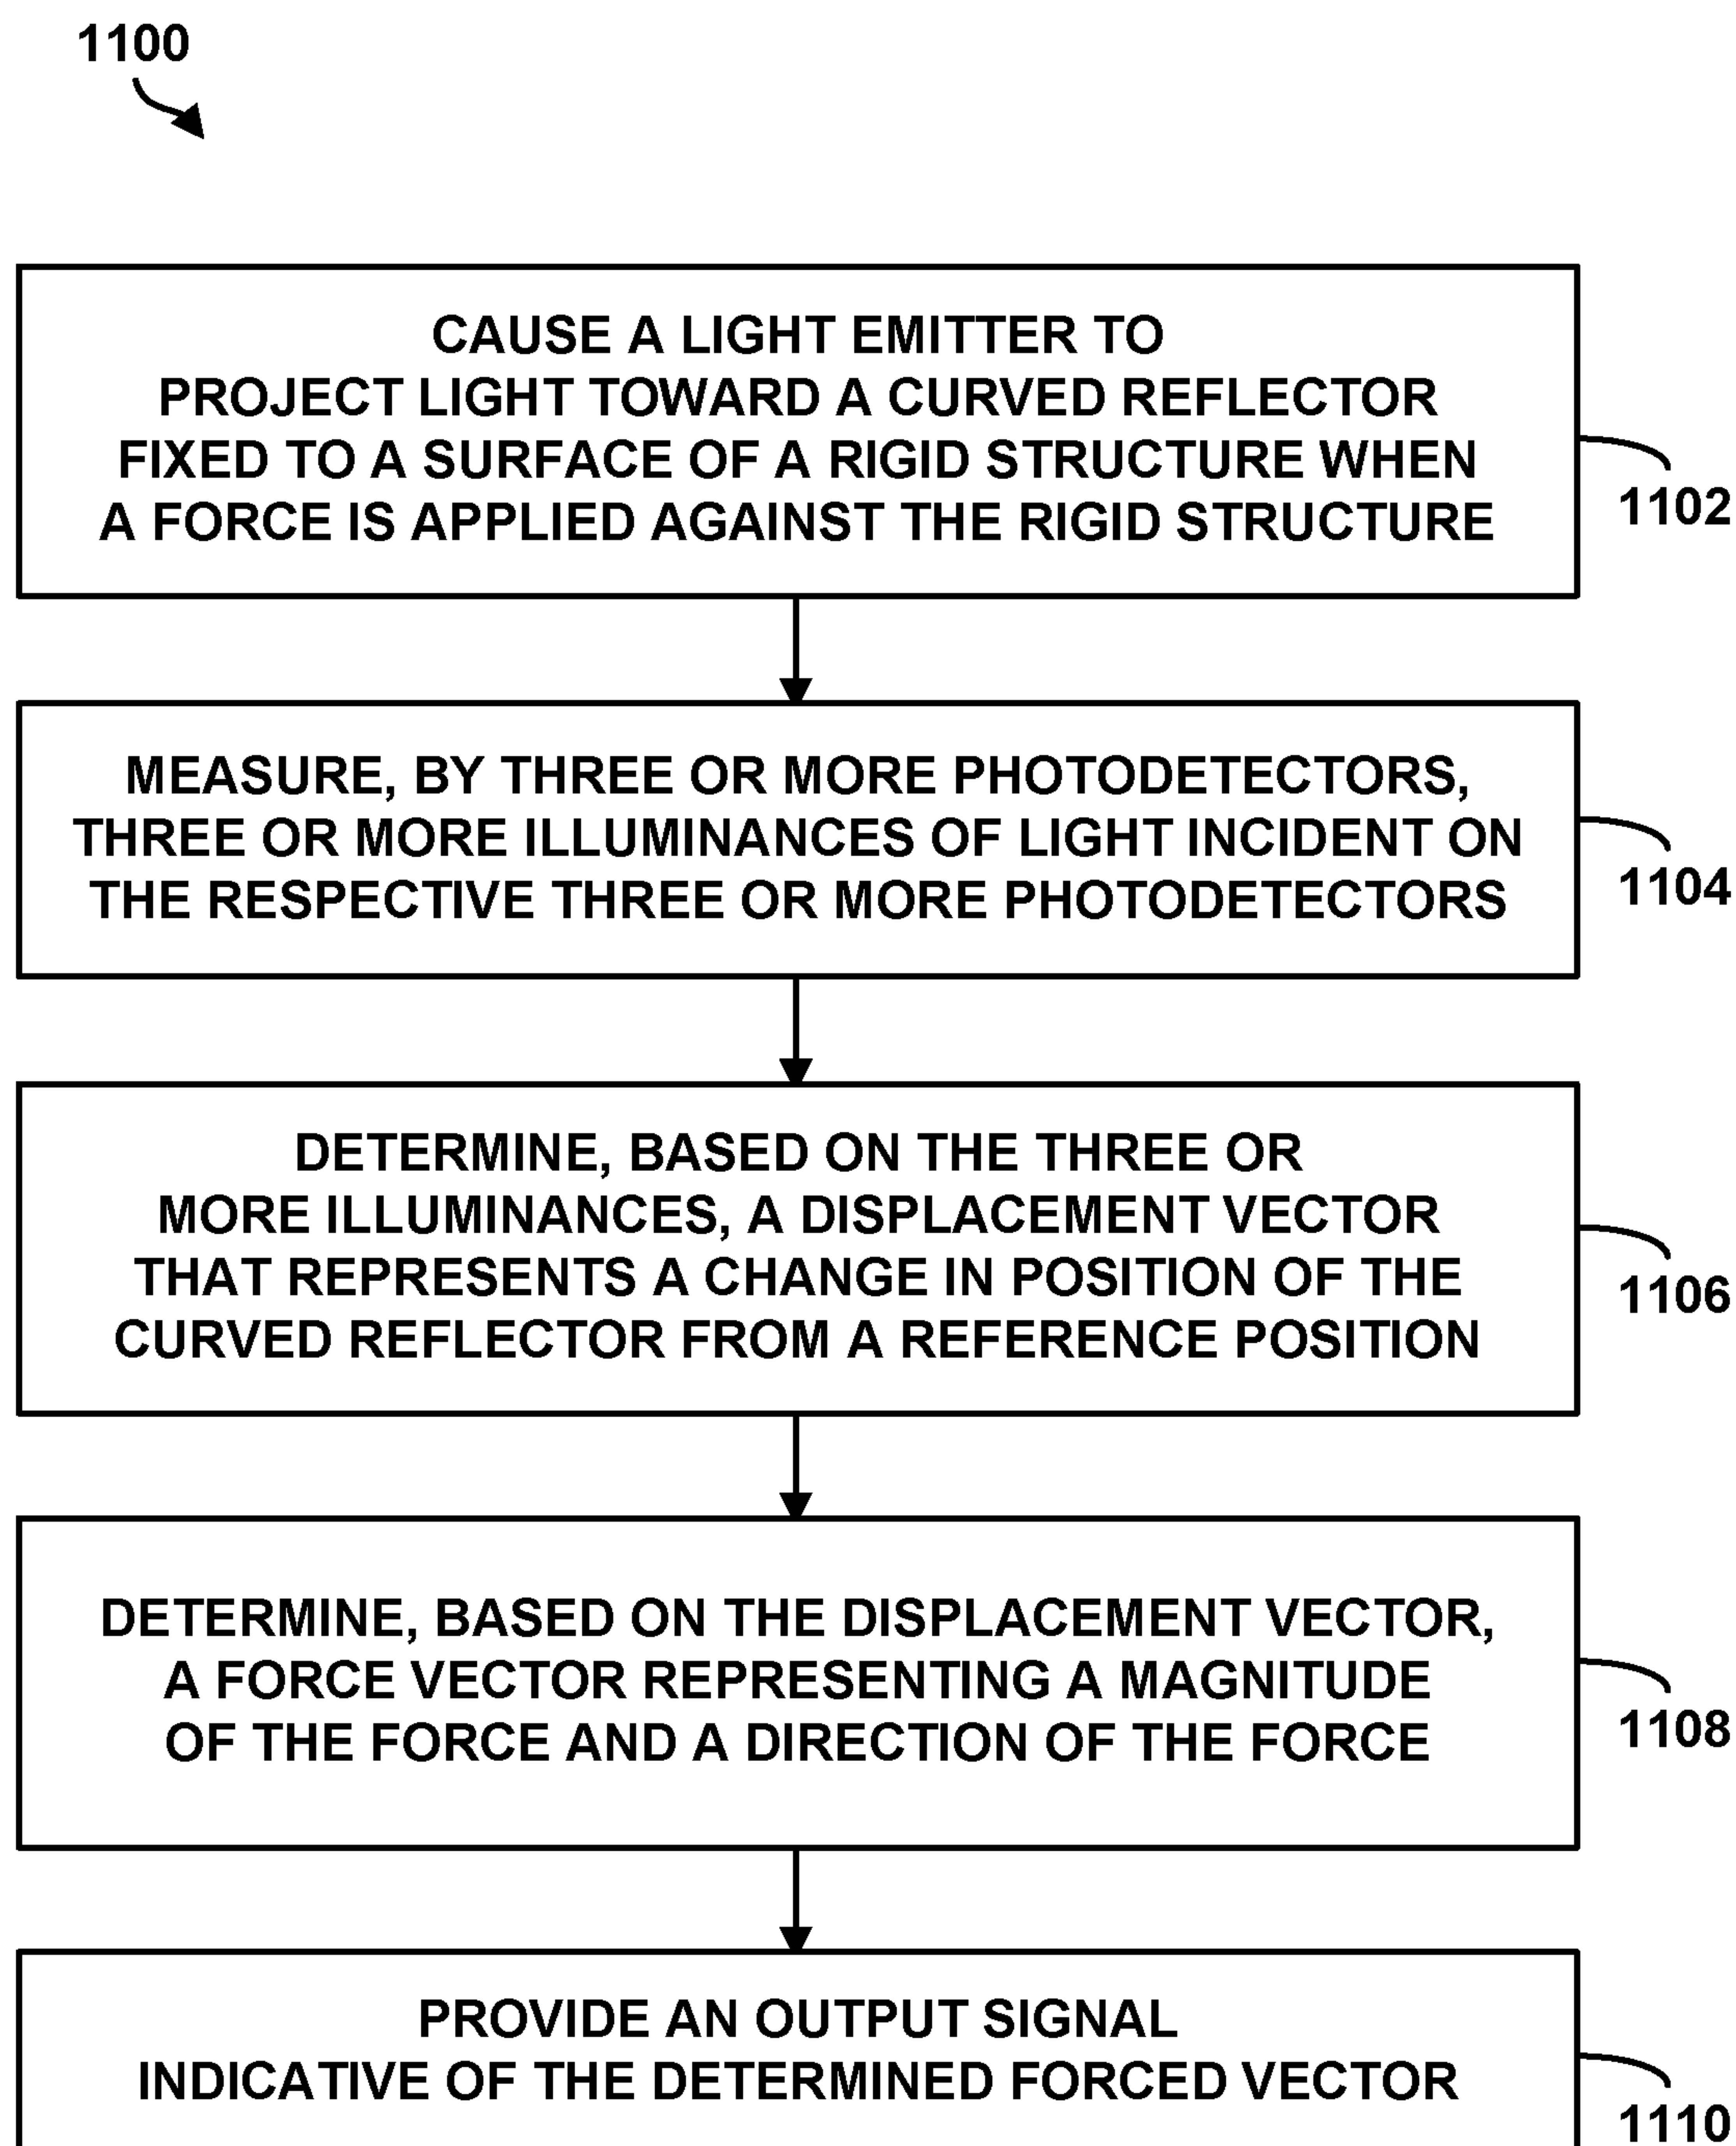 1100
CAUSE A LIGHT EMITTER TO
PROJECT LIGHT TOWARD A CURVED REFLECTOR
FIXED TO A SURFACE OF A RIGID STRUCTURE WHEN
A FORCE IS APPLIED AGAINST THE RIGID STRUCTURE
1102
MEASURE, BY THREE OR MORE PHOTODETECTORS,
THREE OR MORE ILLUMINANCES OF LIGHT INCIDENT ON
THE RESPECTIVE THREE OR MORE PHOTODETECTORS
1104
DETERMINE, BASED ON THE THREE OR
MORE ILLUMINANCES, A DISPLACEMENT VECTOR
THAT REPRESENTS A CHANGE IN POSITION OF THE
CURVED REFLECTOR FROM A REFERENCE POSITION
1106
DETERMINE, BASED ON THE DISPLACEMENT VECTOR,
A FORCE VECTOR REPRESENTING A MAGNITUDE
OF THE FORCE AND A DIRECTION OF THE FORCE
1108
PROVIDE AN OUTPUT SIGNAL
INDICATIVE OF THE DETERMINED FORCED VECTOR
1110